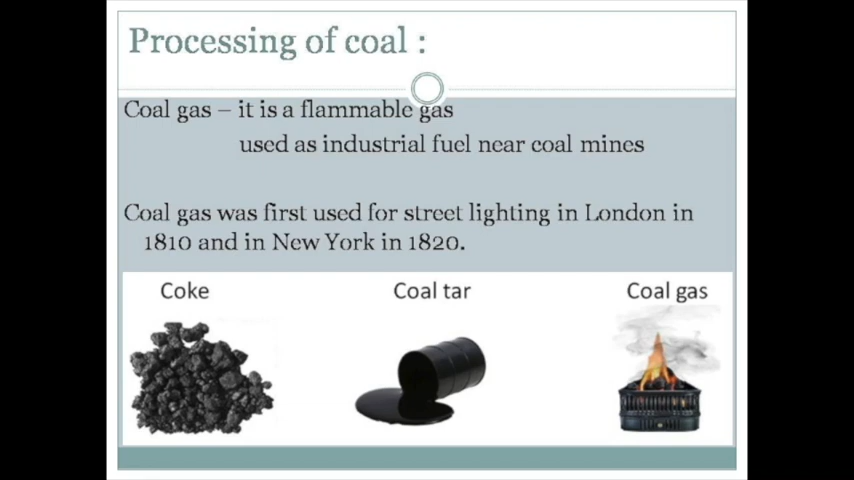 Processing of coal :
Coal gas – it is a flammable gas
used as industrial fuel near coal mines
Coal gas was first used for street lighting in London in
1810 and in New York in 1820.
Coke
Coal tar
Coal gas